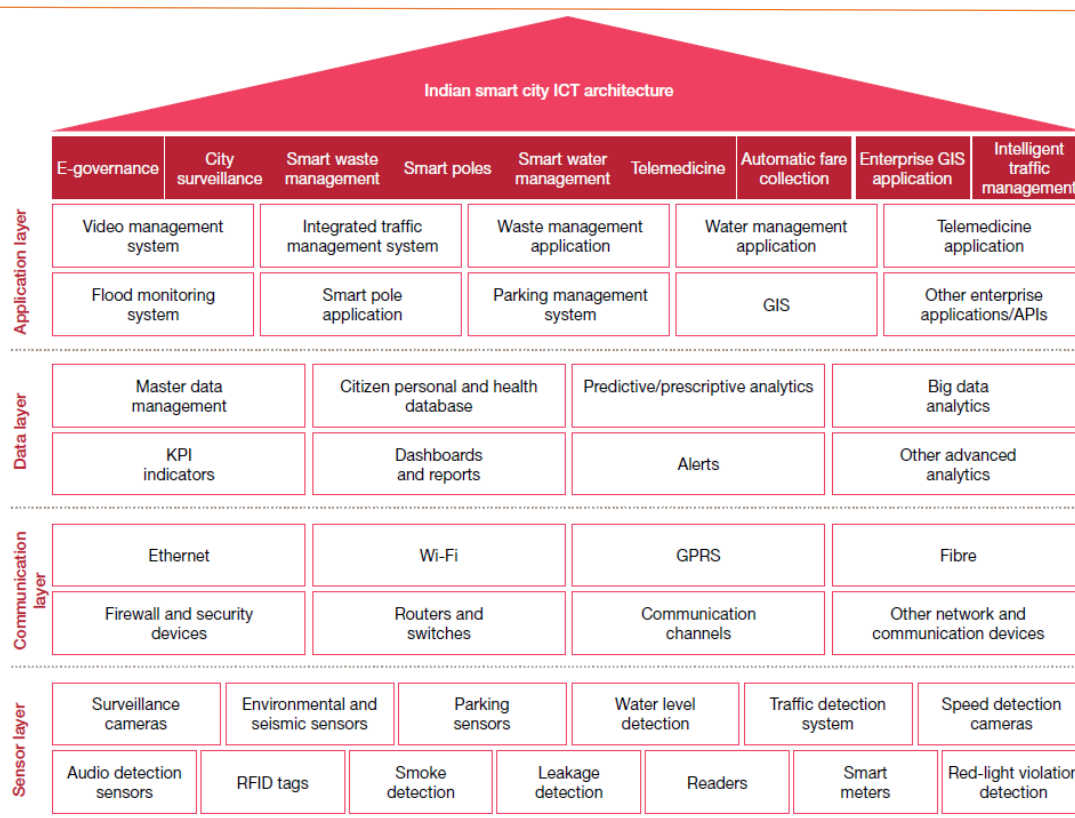 Indian smart city ICT architecture
E-governance
City
surveillance
Smart waste
management
Smart poles
Smart water
management
Telemedicine
Automatic fare
collection
Enterprise GIS
application
Intelligent
traffic
management
Application layer
Video management
system
Integrated traffic
management system
Waste management
application
Water management
application
Telemedicine
application
Flood monitoring
system
Smart pole
application
Parking management
system
GIS
Other enterprise
applications/APIs
Data layer
Master data
management
Citizen personal and health
database
Predictive/prescriptive analytics
Big data
analytics
KPI
indicators
Dashboards
and reports
Alerts
Other advanced
analytics
Communication
layer
Ethernet
Wi-Fi
GPRS
Fibre
Firewall and security
devices
Routers and
switches
Communication
channels
Other network and
communication devices
Sensor layer
Surveillance
cameras
Environmental and
seismic sensors
Parking
sensors
Water level
detection
Traffic detection
system
Speed detection
cameras
Audio detection
sensors
RFID tags
Smoke
detection
Leakage
detection
Readers
Smart
meters
Red-light violation
detection